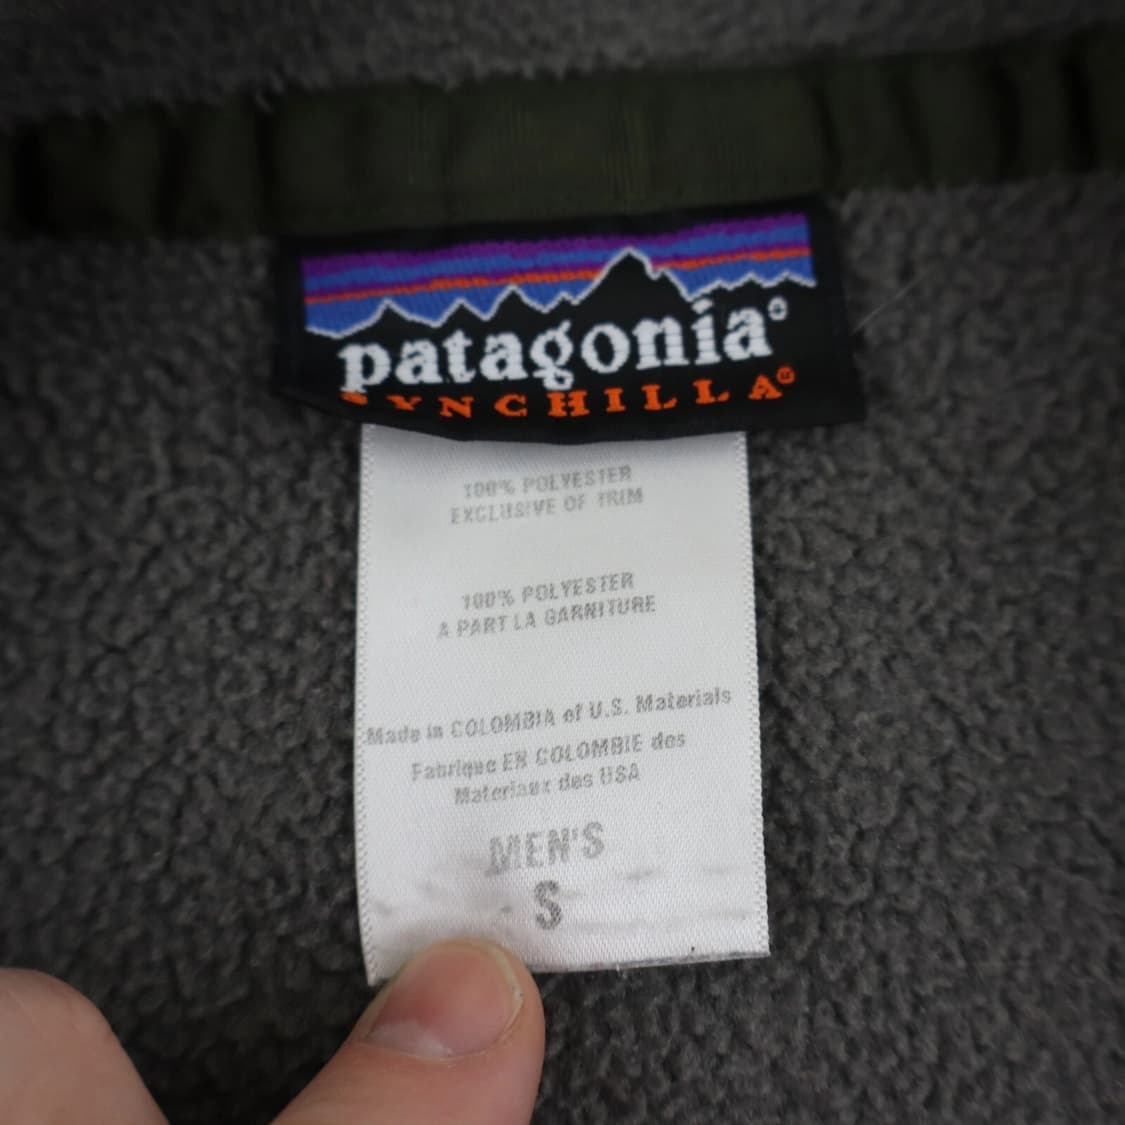 patagonia®
SYNCHILLA®
100% POLYESTER
EXCLUSIVE OF TRIM
100% POLYESTER
A PART LA GARNITURE
Made in COLOMBIA of U.S. Materials
Fabrique EN COLOMBIE des
Materiaux des USA
MEN'S
S